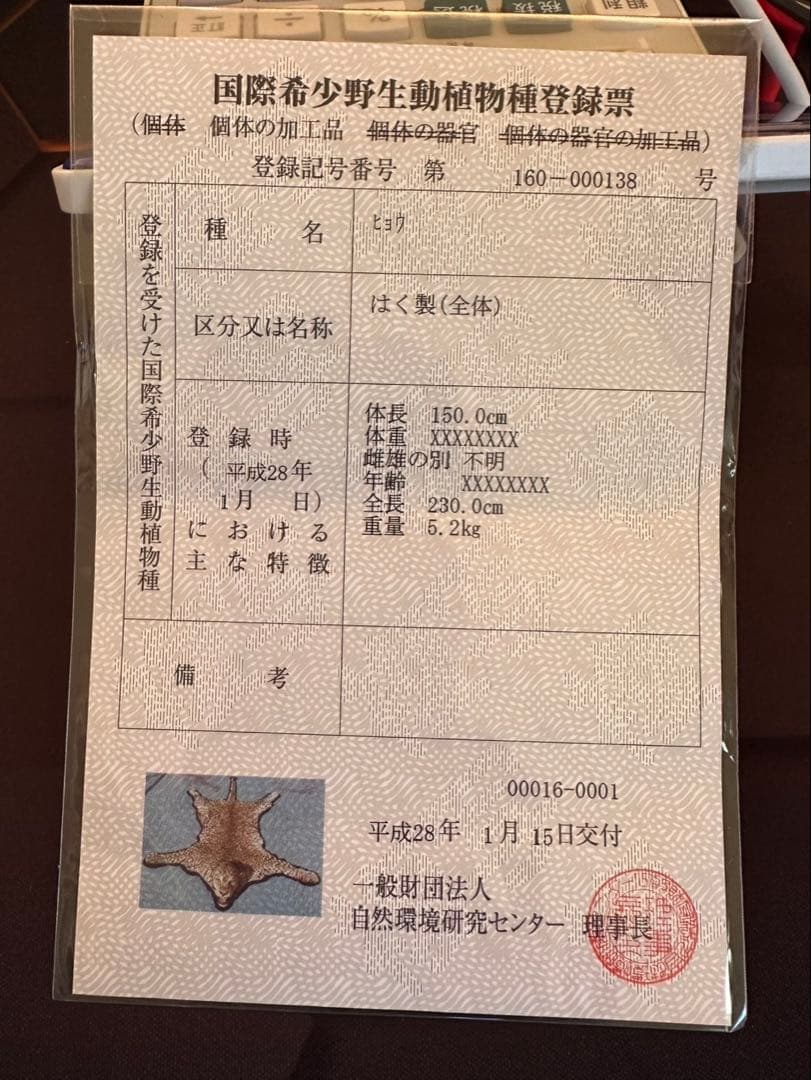 訂正
÷
%
税込
税抜
粗利
国際希少野生動植物種登録票
（個体 個体の加工品 個体の器官 個体の器官の加工品）
登録記号番号 第 160－000138 号
登録を受けた国際希少野生動植物種
種名 ﾋｮｳ
区分又は名称 はく製(全体)
登録時
（平成28年
1月 日）
における
主な特徴
体長 150.0cm
体重 XXXXXXXX
雌雄の別 不明
年齢 XXXXXXXX
全長 230.0cm
重量 5.2kg
備考
00016-0001
平成28年 1月 15日交付
一般財団法人
自然環境研究センター 理事長